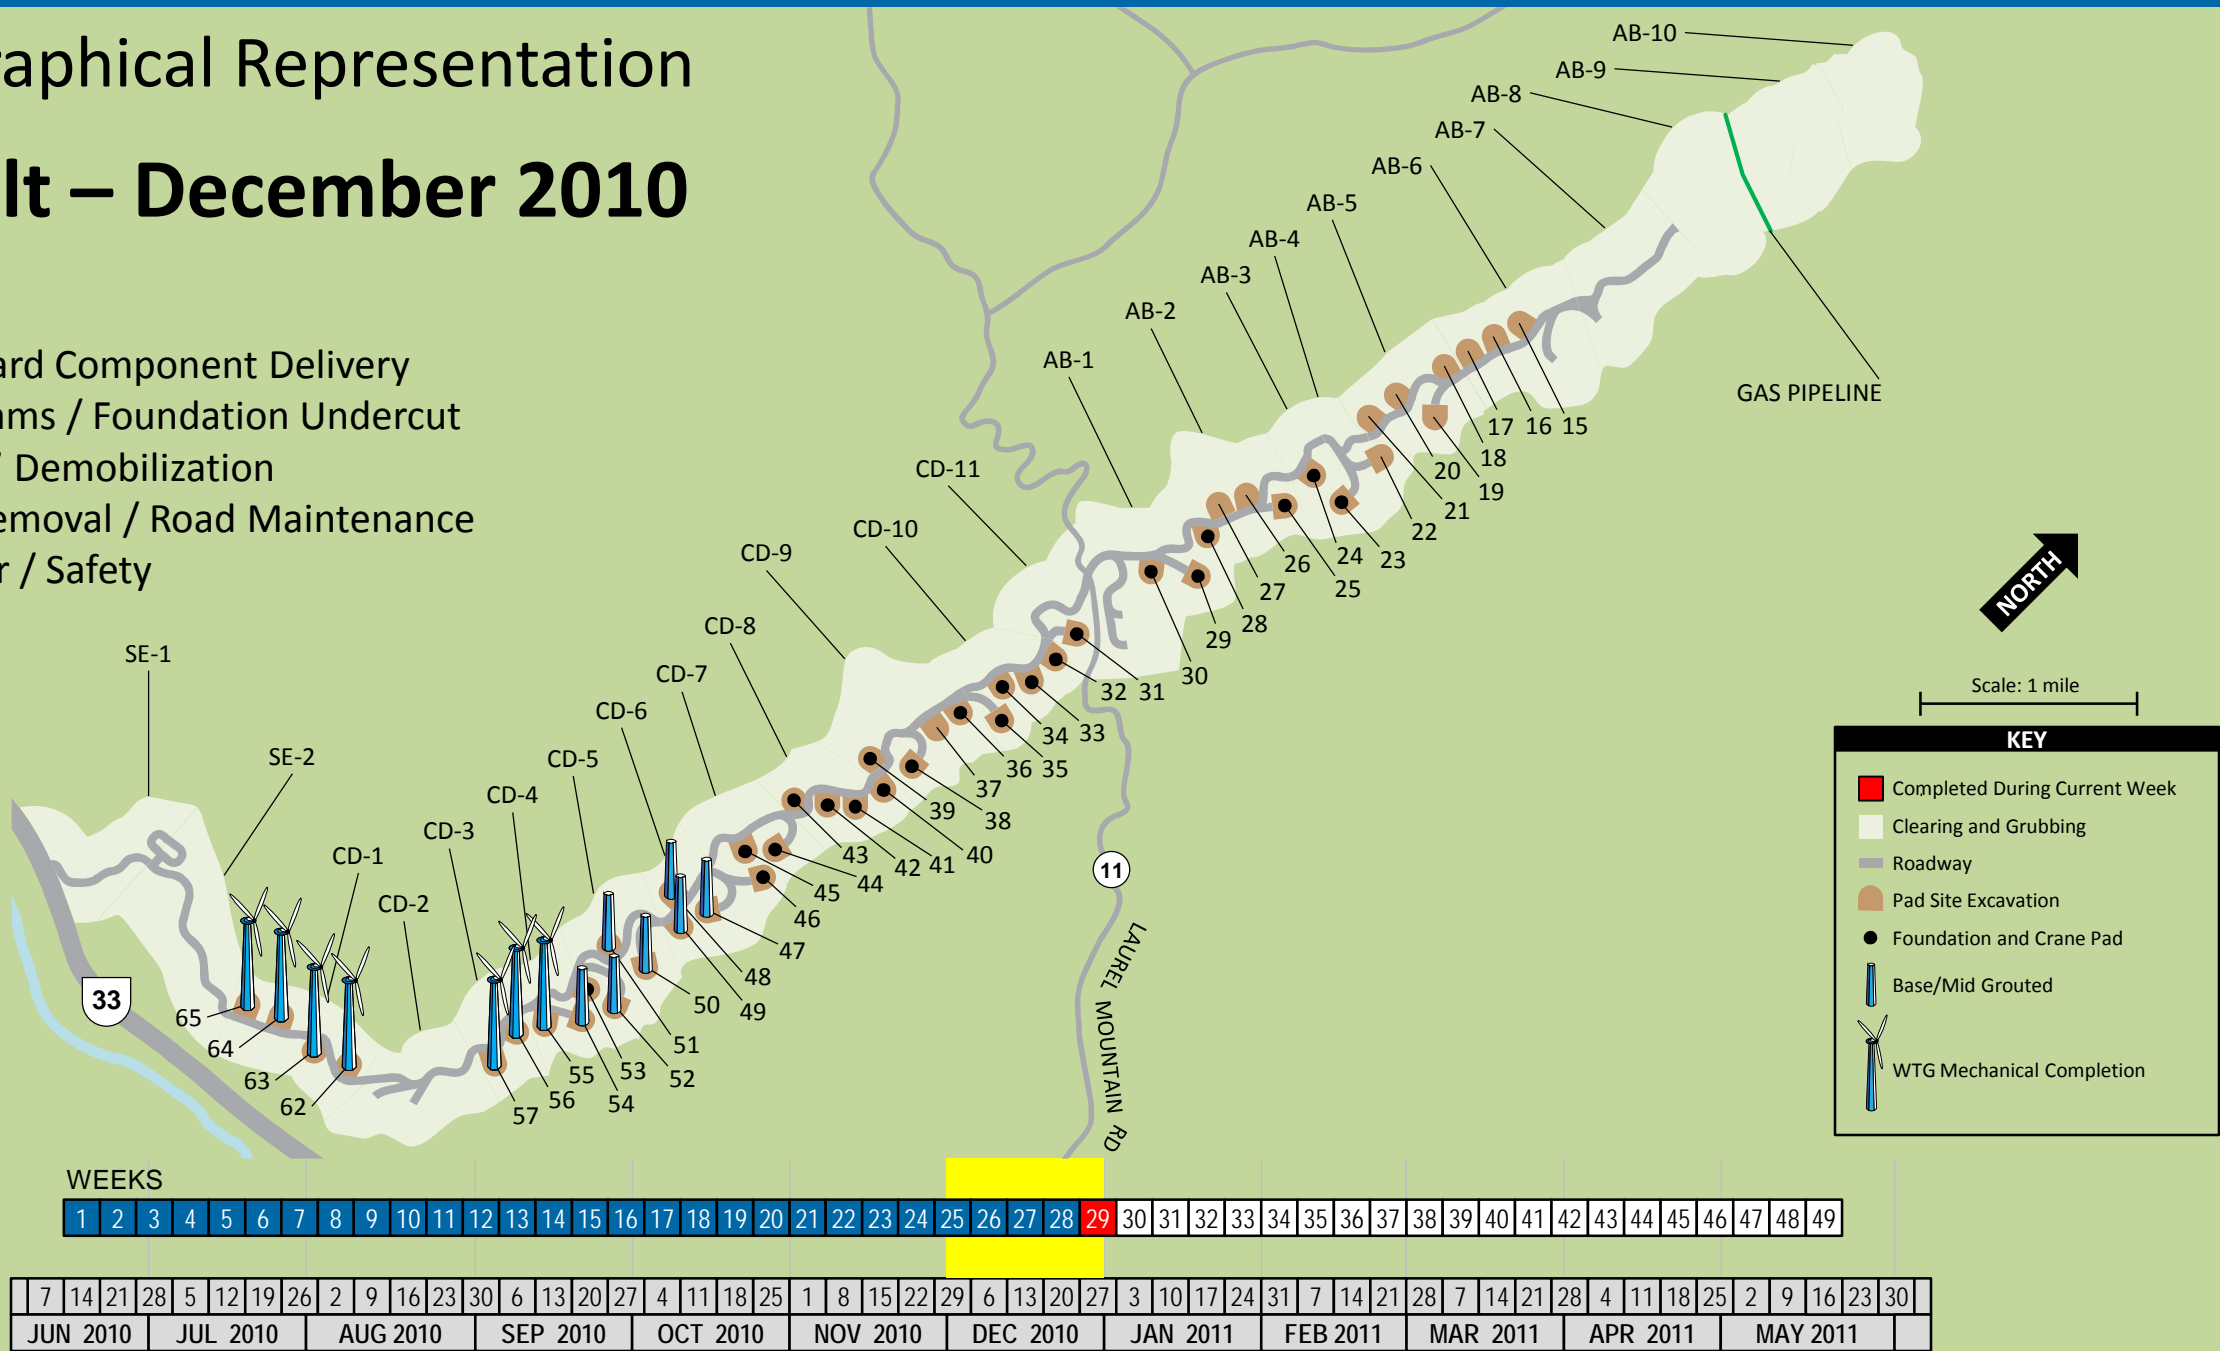 raphical Representation
lt – December 2010
ard Component Delivery
ams / Foundation Undercut
/ Demobilization
emoval / Road Maintenance
r / Safety
AB-10
AB-9
AB-8
AB-7
AB-6
AB-5
AB-4
AB-3
AB-2
AB-1
CD-11
CD-10
CD-9
CD-8
CD-7
CD-6
CD-5
CD-4
CD-3
CD-2
CD-1
SE-2
SE-1
GAS PIPELINE
15
16
17
18
19
20
21
22
23
24
25
26
27
28
29
30
31
32
33
34
35
36
37
38
39
40
41
42
43
44
45
46
47
48
49
50
51
52
53
54
55
56
57
62
63
64
65
33
11
LAUREL MOUNTAIN RD
NORTH
Scale: 1 mile
KEY
Completed During Current Week
Clearing and Grubbing
Roadway
Pad Site Excavation
Foundation and Crane Pad
Base/Mid Grouted
WTG Mechanical Completion
WEEKS
1 2 3 4 5 6 7 8 9 10 11 12 13 14 15 16 17 18 19 20 21 22 23 24 25 26 27 28 29 30 31 32 33 34 35 36 37 38 39 40 41 42 43 44 45 46 47 48 49
7 14 21 28 5 12 19 26 2 9 16 23 30 6 13 20 27 4 11 18 25 1 8 15 22 29 6 13 20 27 3 10 17 24 31 7 14 21 28 7 14 21 28 4 11 18 25 2 9 16 23 30
JUN 2010 JUL 2010 AUG 2010 SEP 2010 OCT 2010 NOV 2010 DEC 2010 JAN 2011 FEB 2011 MAR 2011 APR 2011 MAY 2011